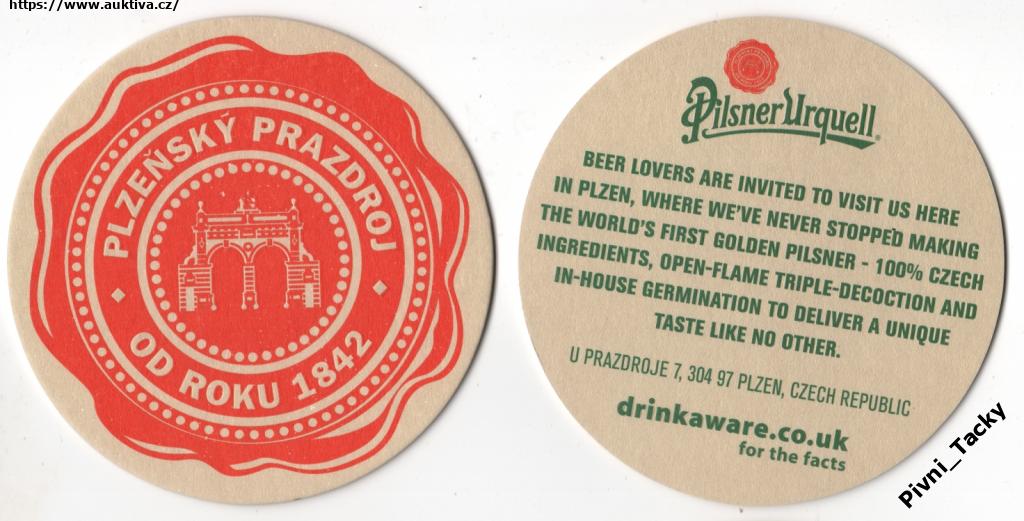 https://www.auktiva.cz/
PLZEŇSKÝ PRAZDROJ
OD ROKU 1842
Pilsner Urquell
BEER LOVERS ARE INVITED TO VISIT US HERE
IN PLZEN, WHERE WE'VE NEVER STOPPED MAKING
THE WORLD'S FIRST GOLDEN PILSNER - 100% CZECH
INGREDIENTS, OPEN-FLAME TRIPLE-DECOCTION AND
IN-HOUSE GERMINATION TO DELIVER A UNIQUE
TASTE LIKE NO OTHER.
U PRAZDROJE 7, 304 97 PLZEN, CZECH REPUBLIC
drinkaware.co.uk
for the facts
Pivni_Tacky